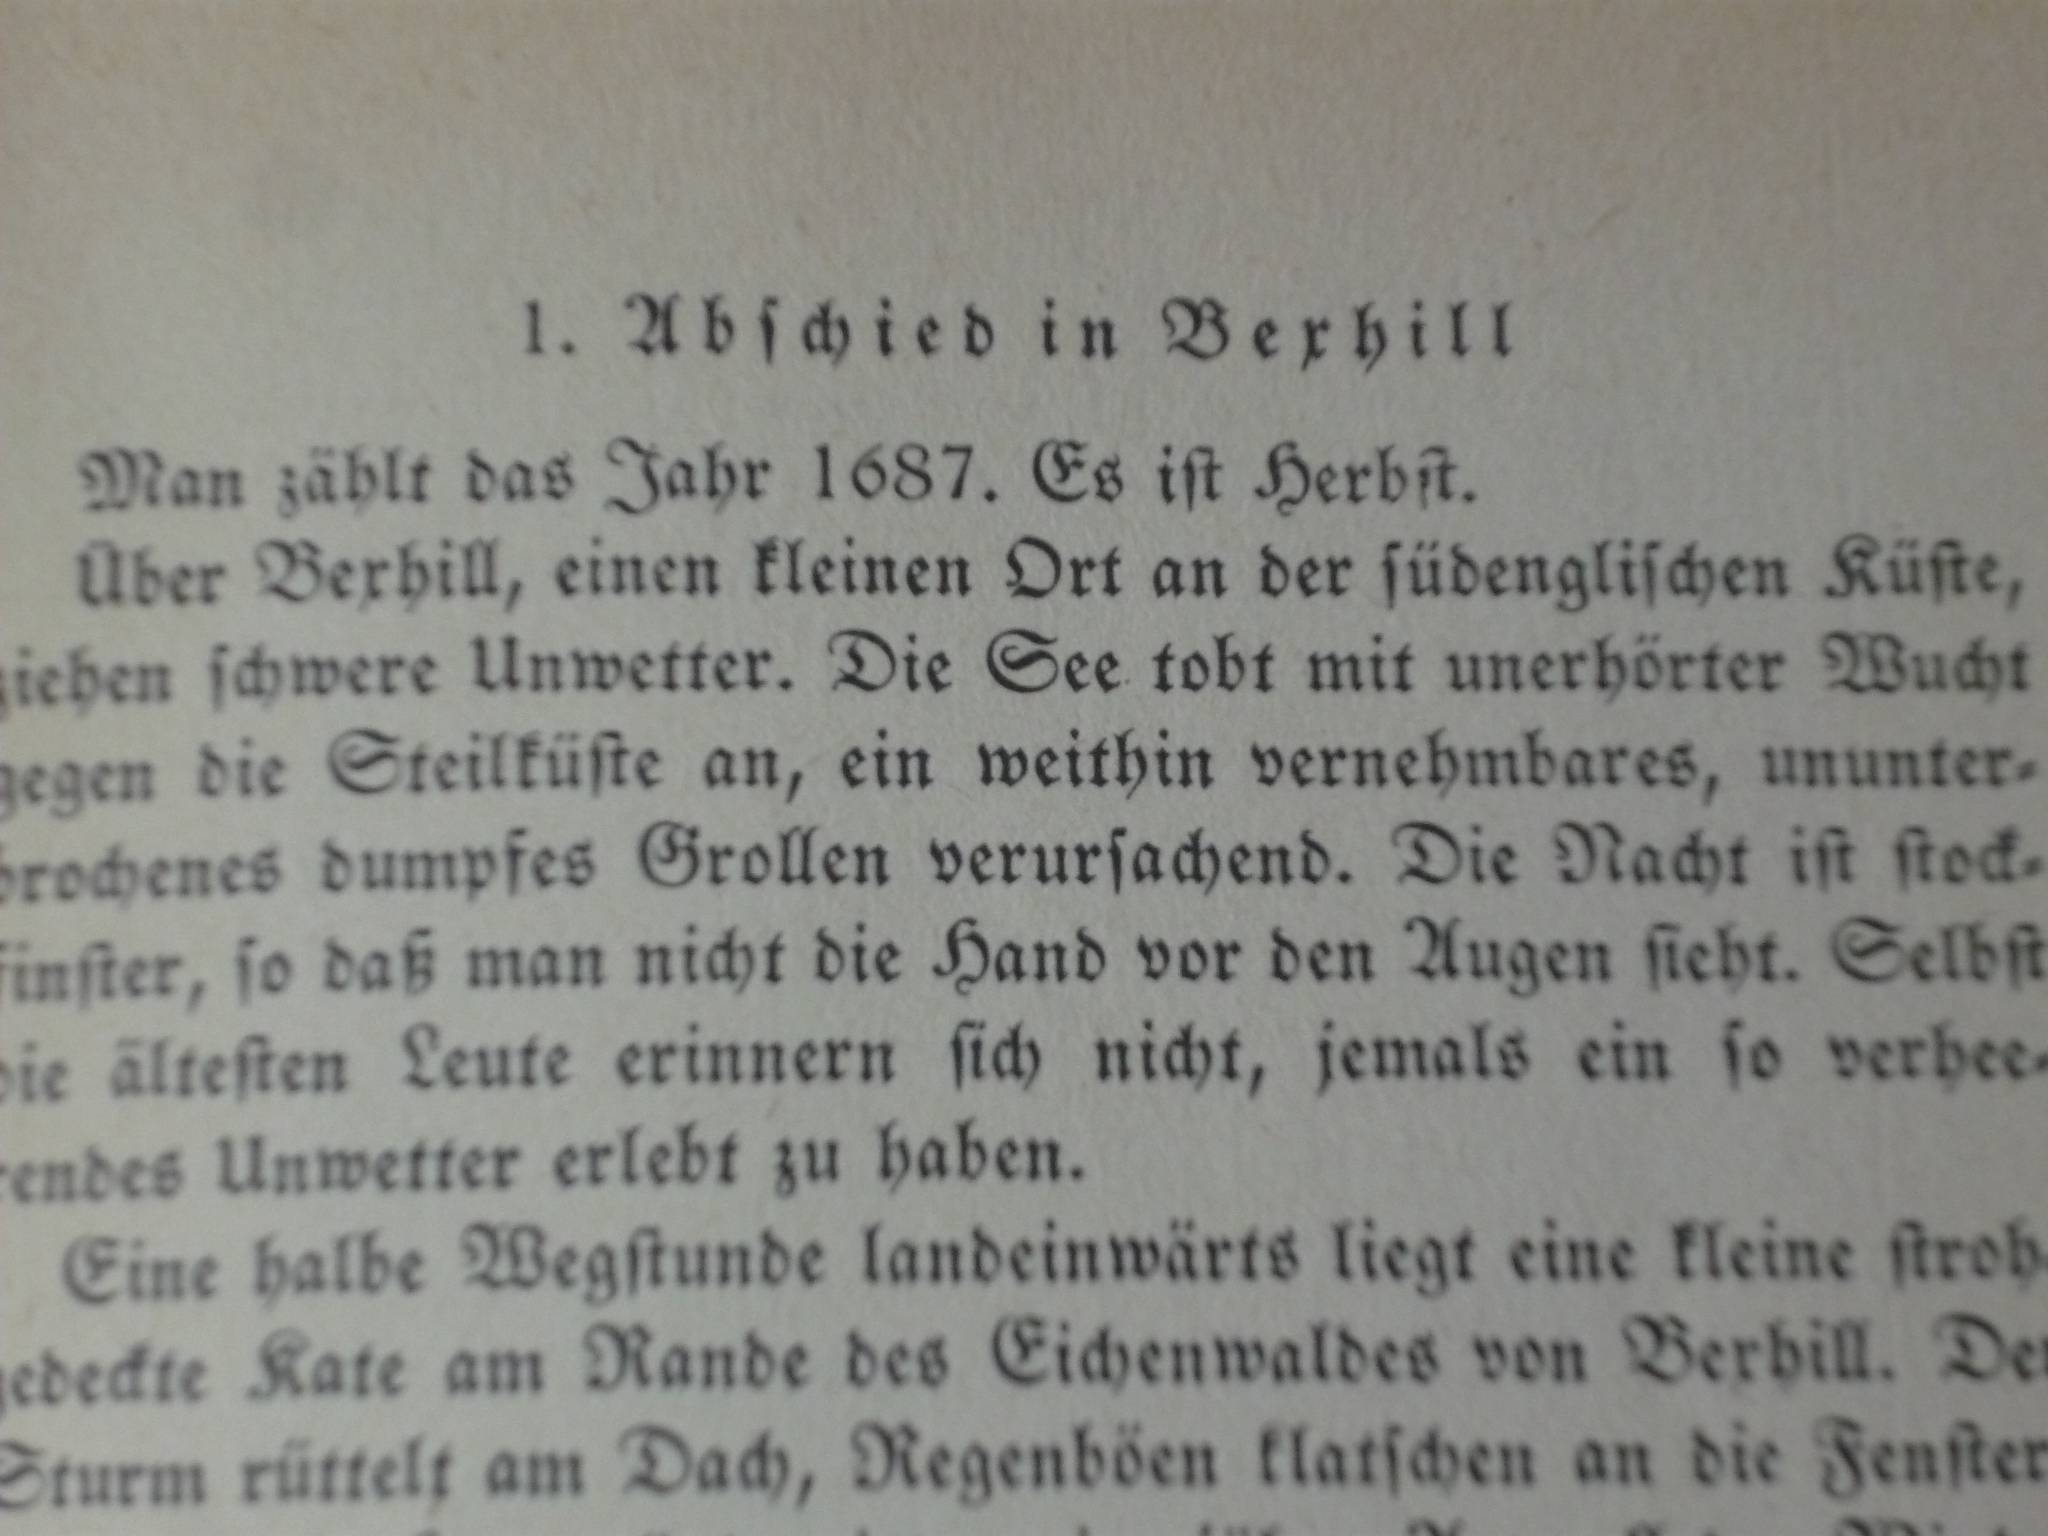 1. Abschied in Bexhill
Man zählt das Jahr 1687. Es ist Herbst.
Über Bexhill, einen kleinen Ort an der südenglischen Küste,
ziehen schwere Unwetter. Die See tobt mit unerhörter Wucht
gegen die Steilküste an, ein weithin vernehmbares, ununter-
brochenes dumpfes Grollen verursachend. Die Nacht ist stock-
finster, so daß man nicht die Hand vor den Augen sieht. Selbst
die ältesten Leute erinnern sich nicht, jemals ein so verhee-
rendes Unwetter erlebt zu haben.
Eine halbe Wegstunde landeinwärts liegt eine kleine stroh-
gedeckte Kate am Rande des Eichenwaldes von Bexhill. Der
Sturm rüttelt am Dach, Regenböen klatschen an die Fenster